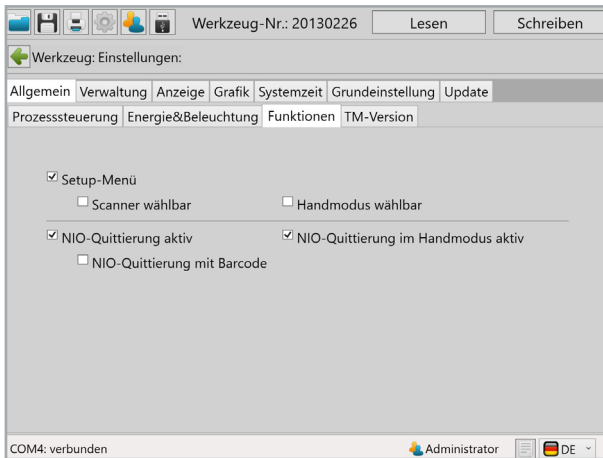 Werkzeug-Nr.: 20130226 Lesen Schreiben
Werkzeug: Einstellungen:
Allgemein Verwaltung Anzeige Grafik Systemzeit Grundeinstellung Update
Prozesssteuerung Energie&Beleuchtung Funktionen TM-Version
Setup-Menü
Scanner wählbar Handmodus wählbar
NIO-Quittierung aktiv NIO-Quittierung im Handmodus aktiv
NIO-Quittierung mit Barcode
COM4: verbunden Administrator DE